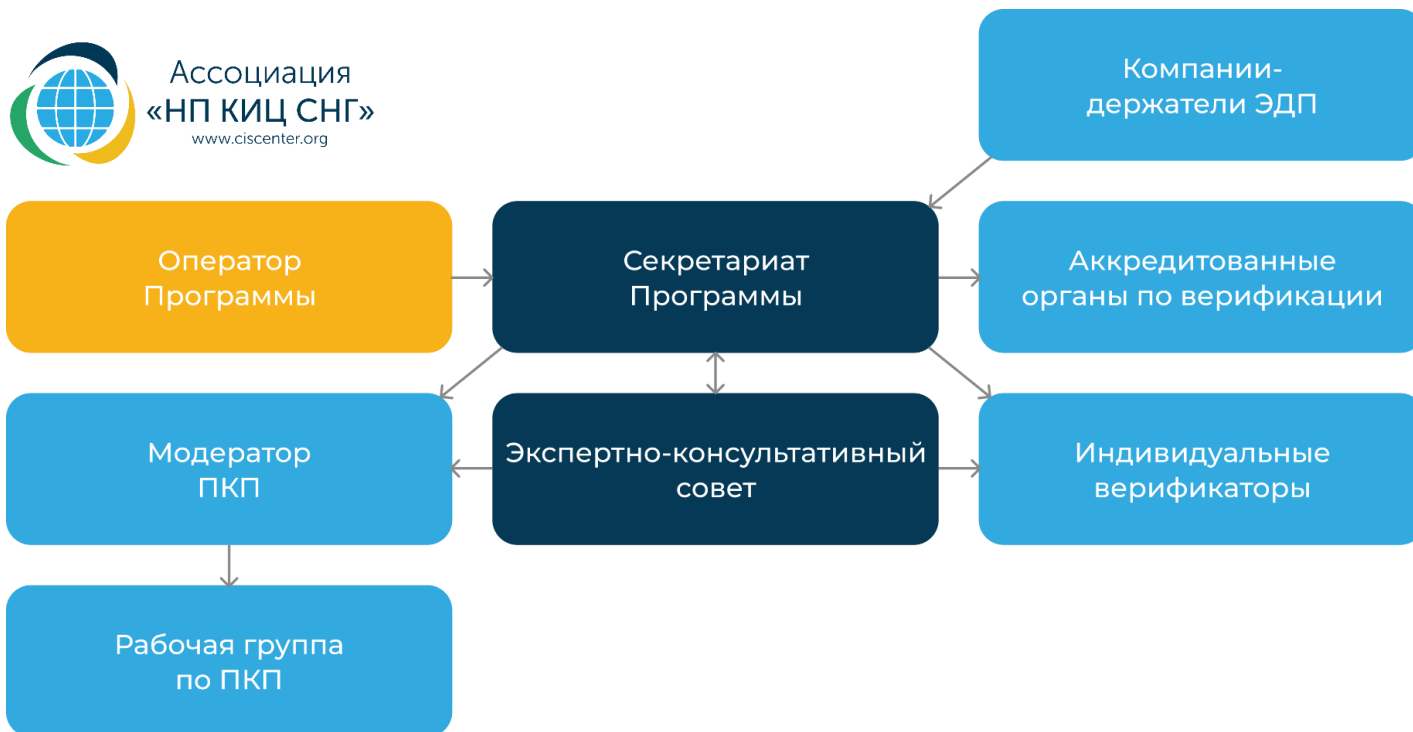 Ассоциация
«НП КИЦ СНГ»
www.ciscenter.org
Компании-
держатели ЭДП
Оператор
Программы
Секретариат
Программы
Аккредитованные
органы по верификации
Модератор
ПКП
Экспертно-консультативный
совет
Индивидуальные
верификаторы
Рабочая группа
по ПКП